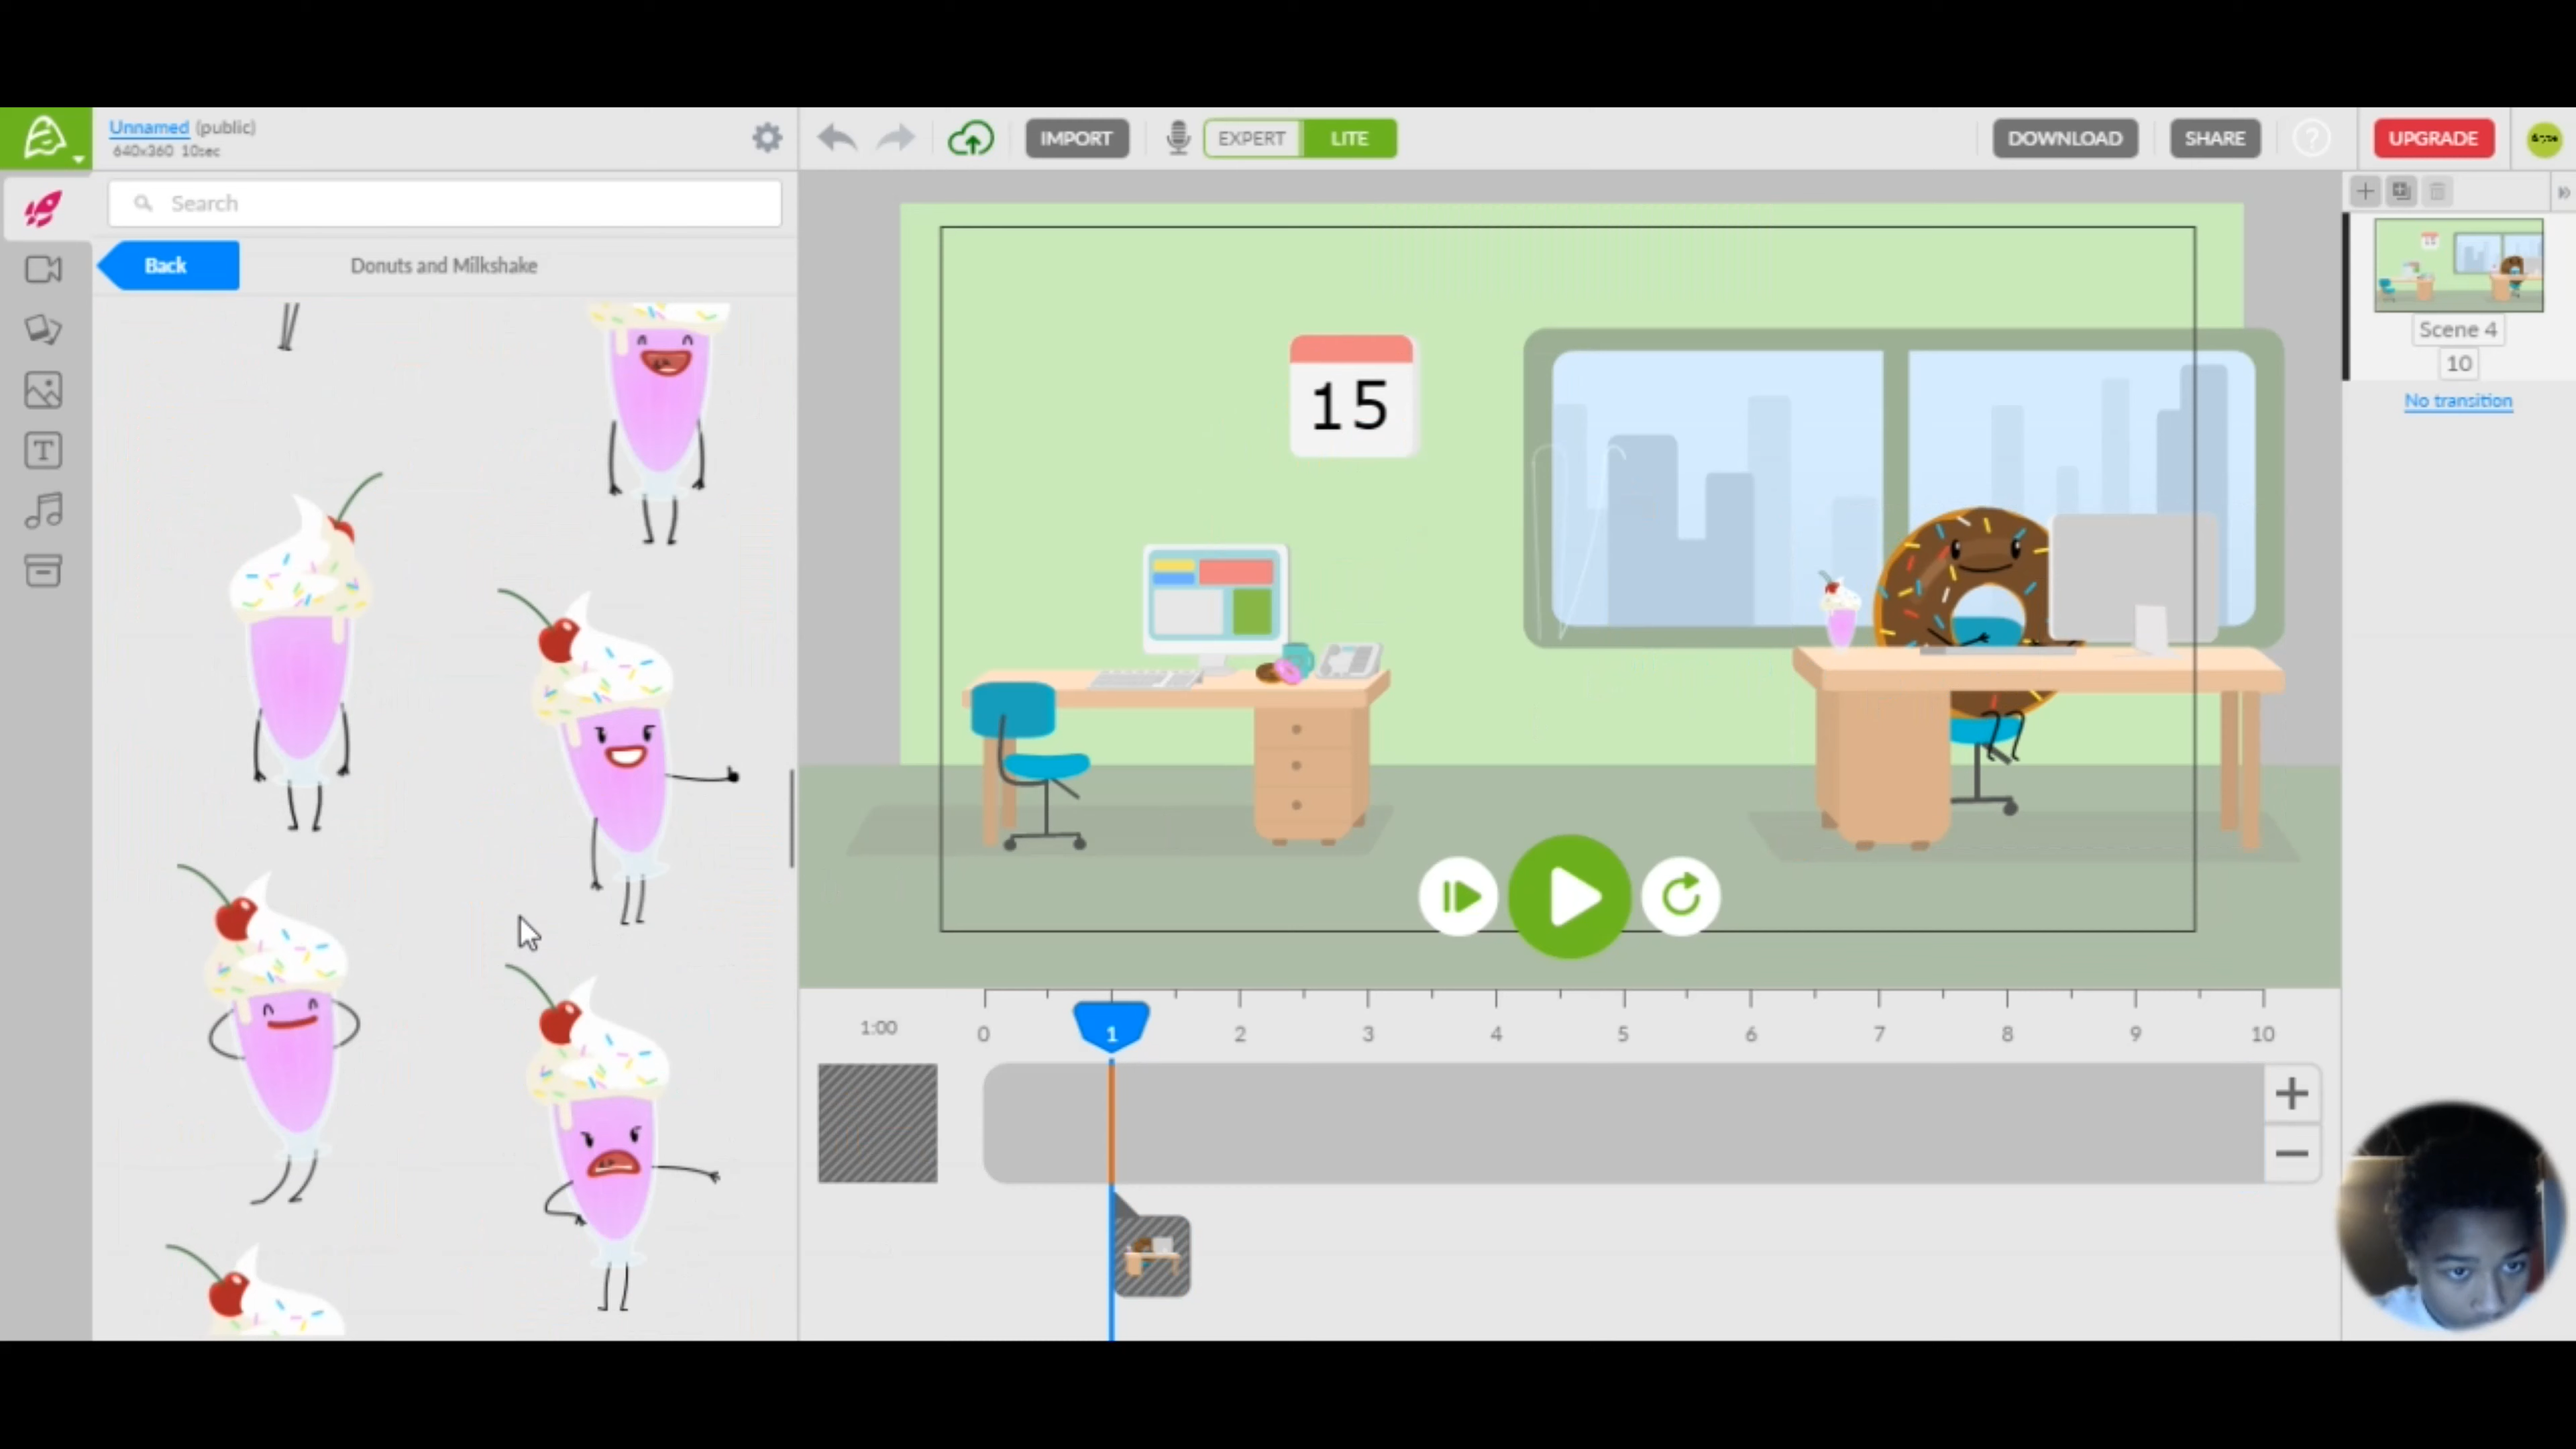 Unnamed (public)
640x360 10sec
IMPORT
EXPERT
LITE
DOWNLOAD
SHARE
?
UPGRADE
Search
Back
Donuts and Milkshake
15
Scene 4
10
No transition
1:00
0 1 2 3 4 5 6 7 8 9 10